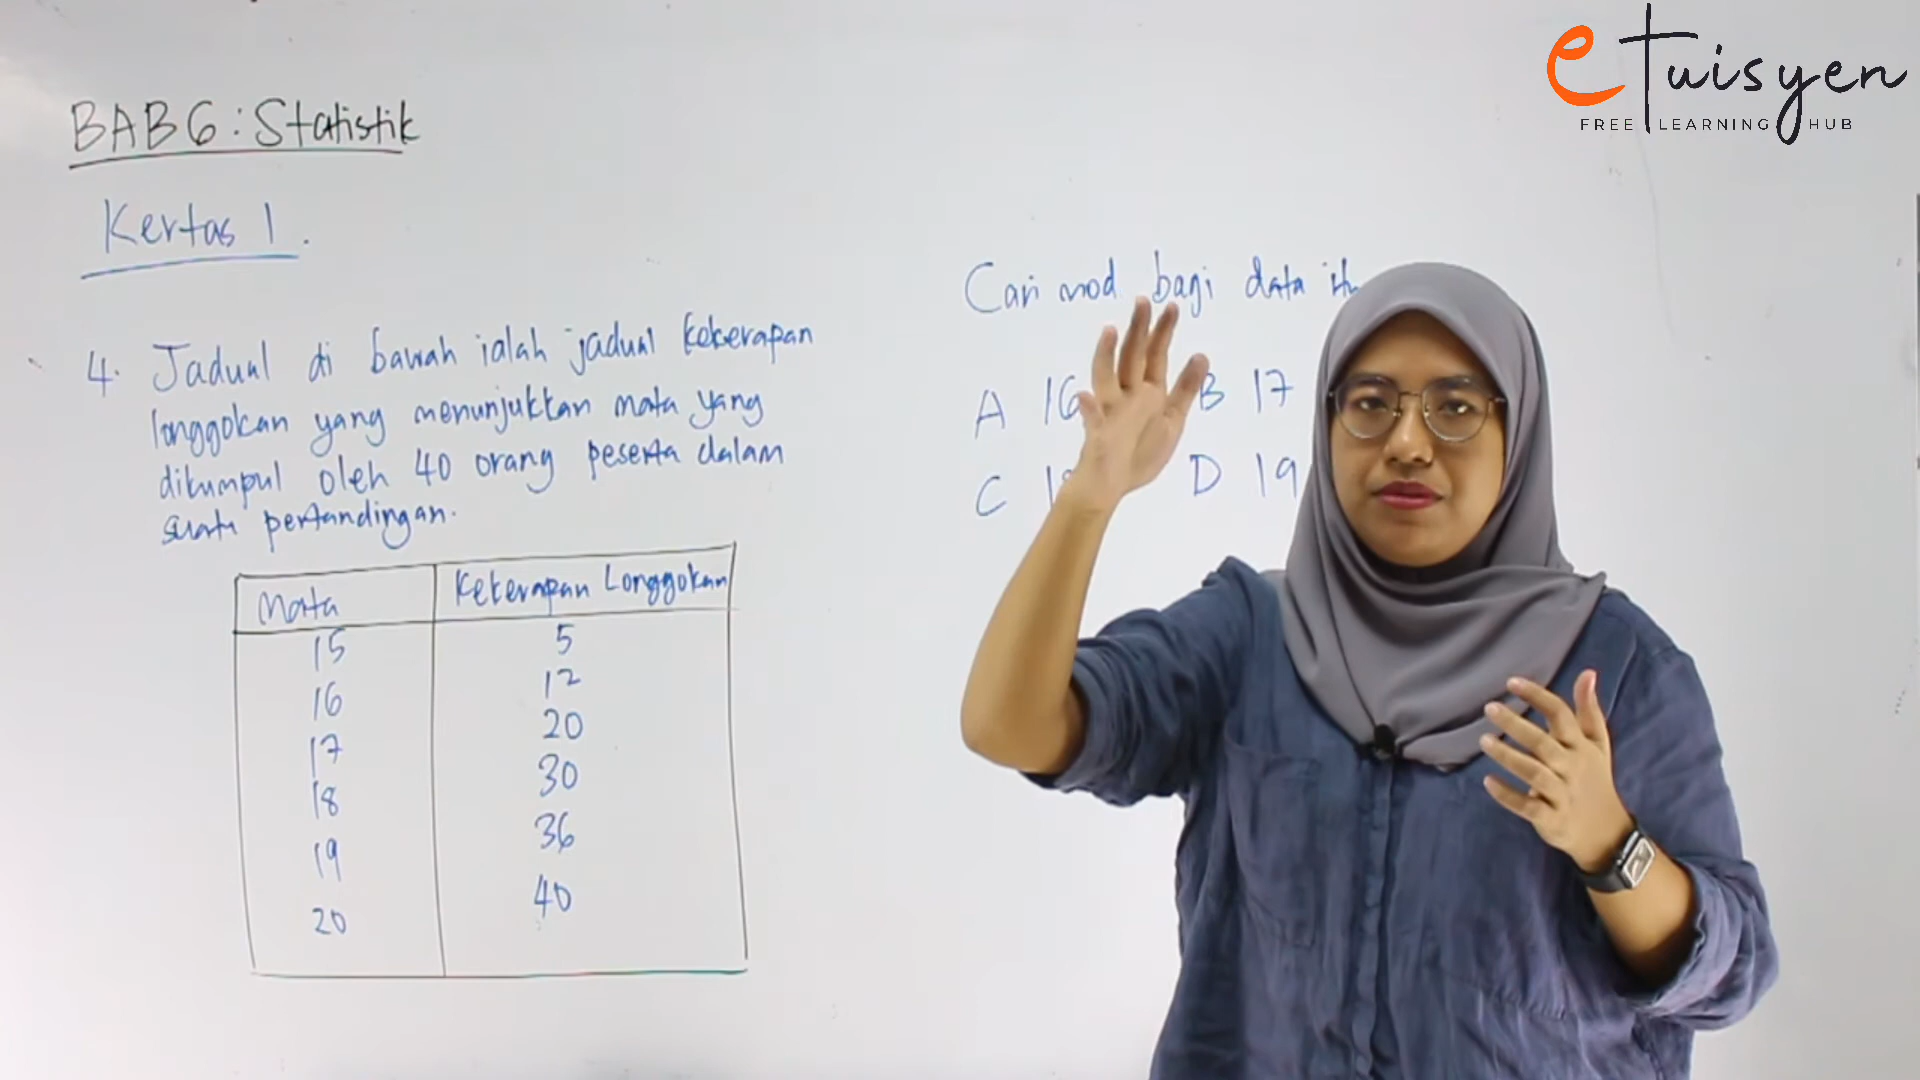 BAB 6 : Statistik
Kertas 1.
4. Jadual di bawah ialah jadual kekerapan
longgokan yang menunjukkan mata yang
dikumpul oleh 40 orang peserta dalam
suatu pertandingan.
Mata Kekerapan Longgokan
15 5
16 12
17 20
18 30
19 36
20 40
Cari mod bagi data itu
A 16 B 17
C D 19
eTuisyen
FREE LEARNING HUB